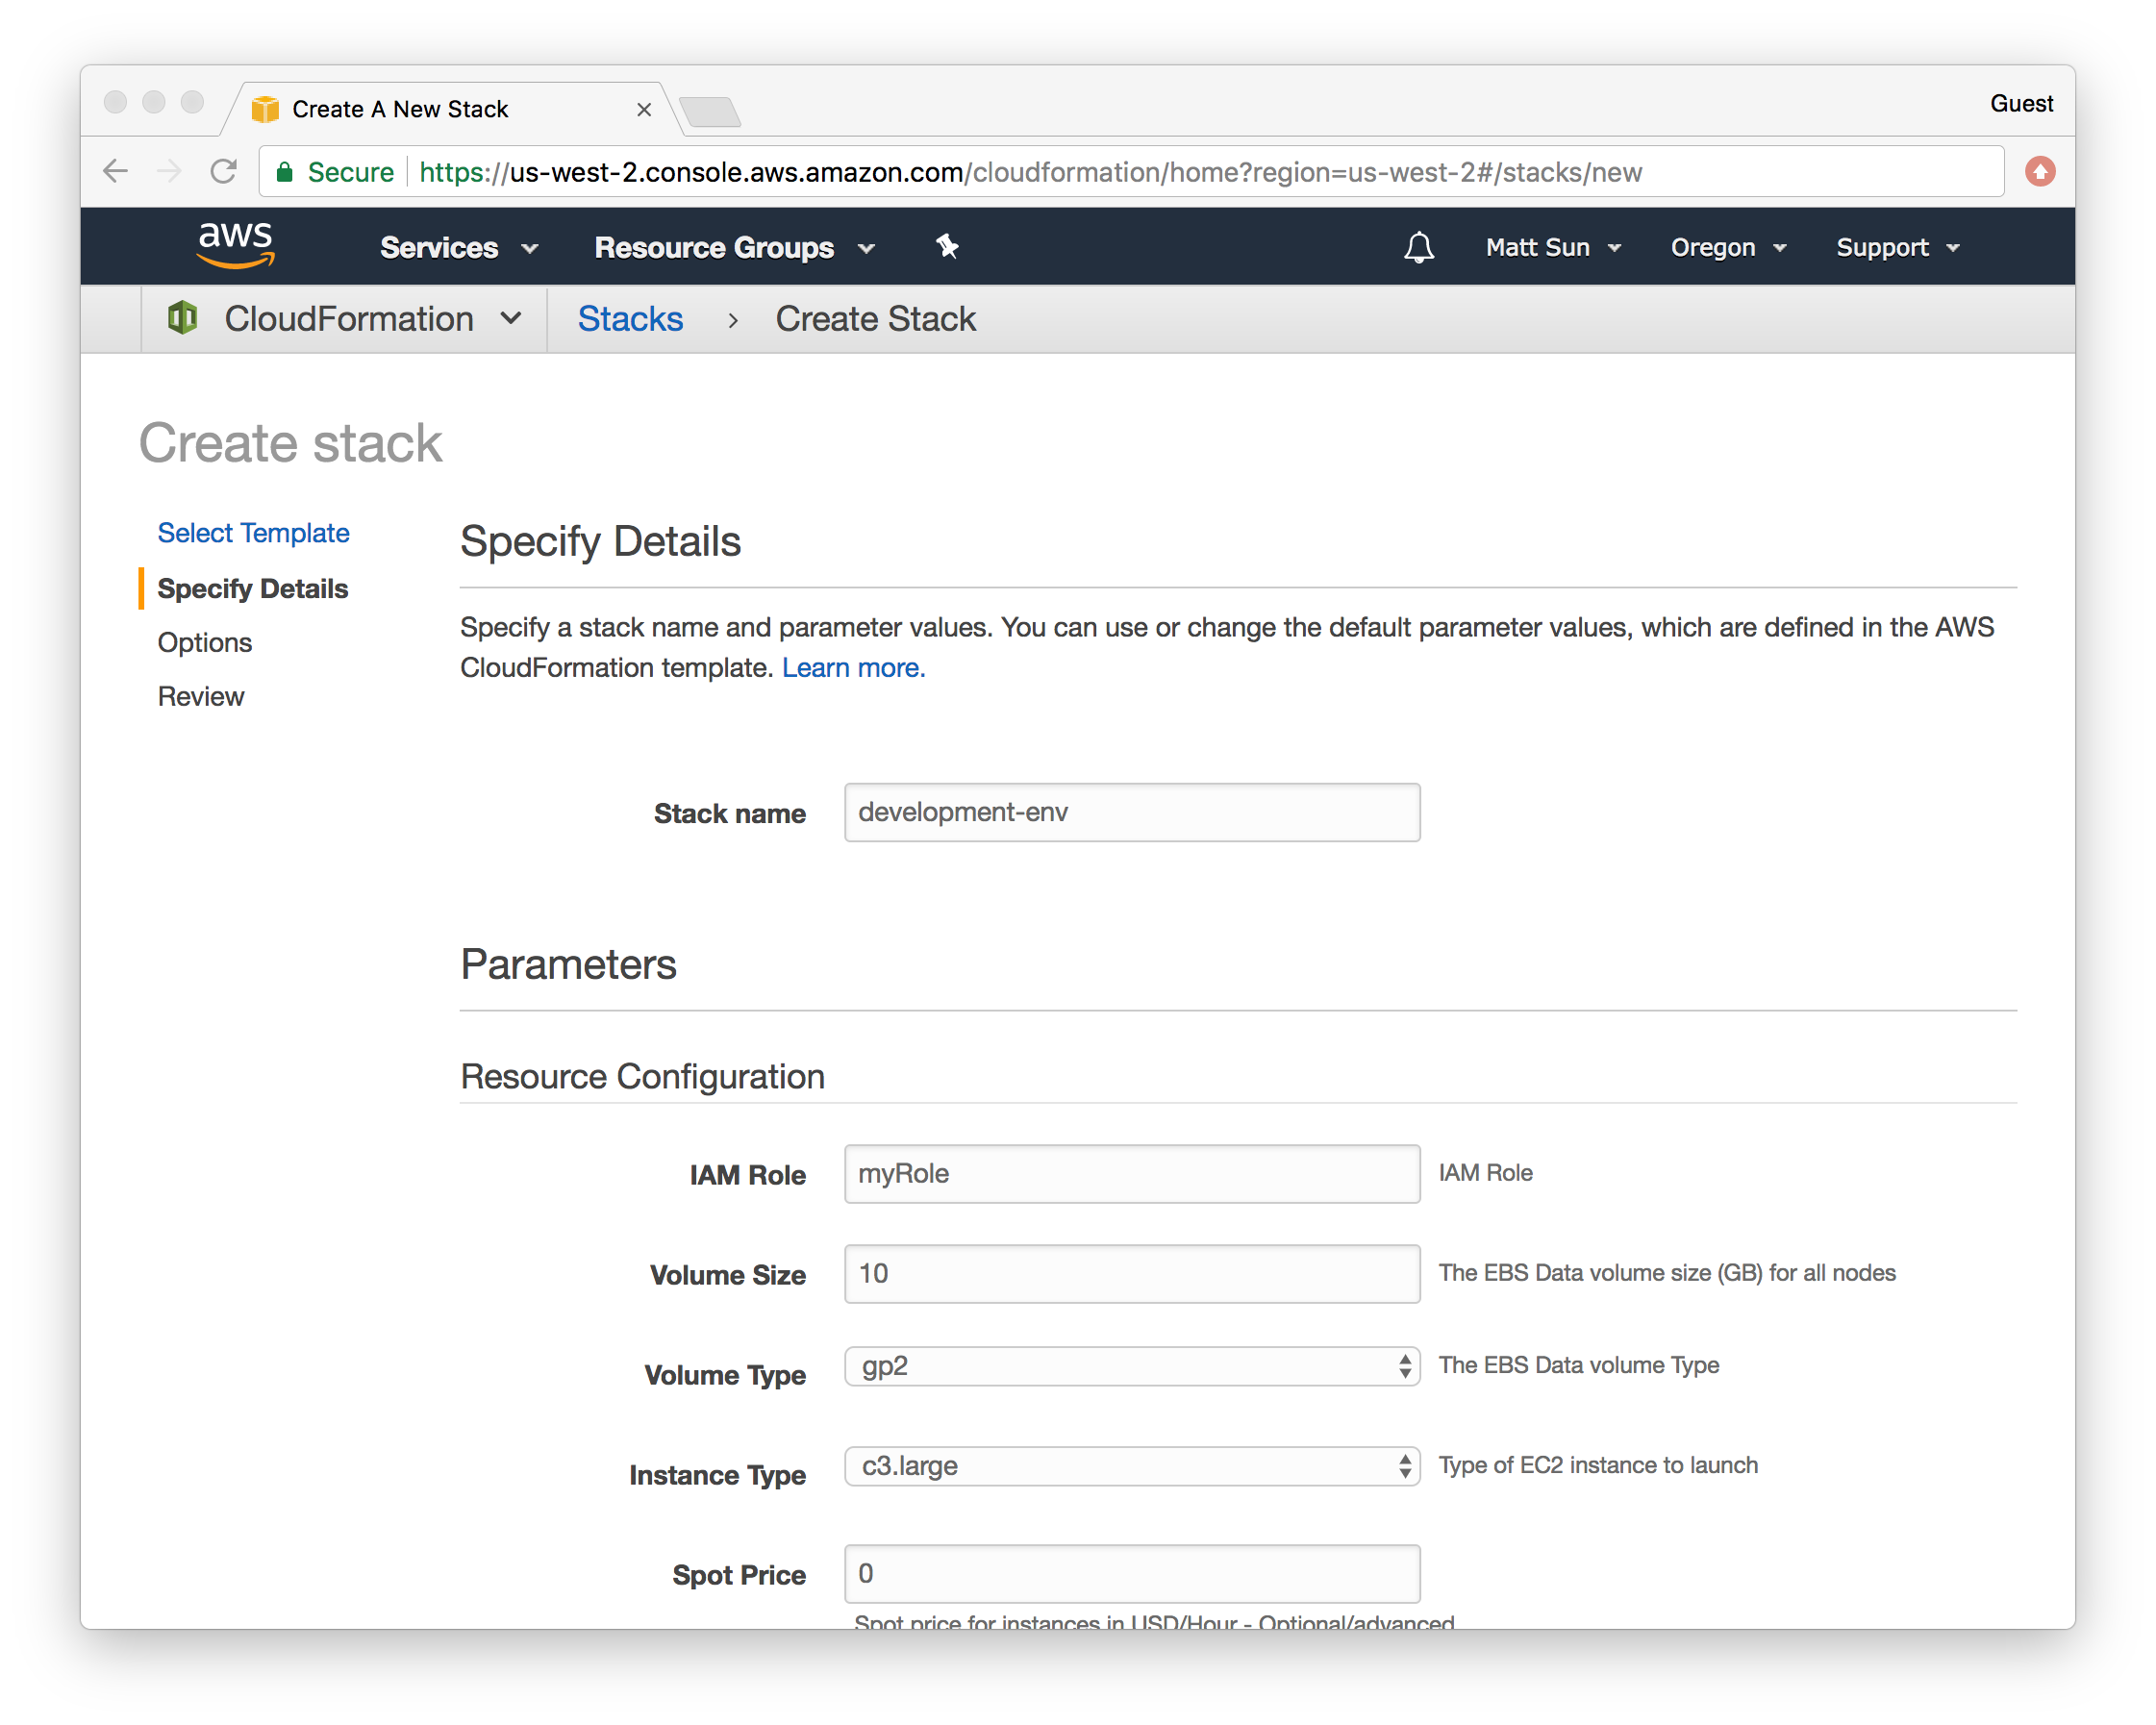 Create A New Stack
Guest
Secure https://us-west-2.console.aws.amazon.com/cloudformation/home?region=us-west-2#/stacks/new
aws Services Resource Groups Matt Sun Oregon Support
CloudFormation Stacks › Create Stack
Create stack
Select Template
Specify Details
Options
Review
Specify Details
Specify a stack name and parameter values. You can use or change the default parameter values, which are defined in the AWS
CloudFormation template. Learn more.
Stack name development-env
Parameters
Resource Configuration
IAM Role myRole IAM Role
Volume Size 10 The EBS Data volume size (GB) for all nodes
Volume Type gp2 The EBS Data volume Type
Instance Type c3.large Type of EC2 instance to launch
Spot Price 0
Spot price for instances in USD/Hour - Optional/advanced